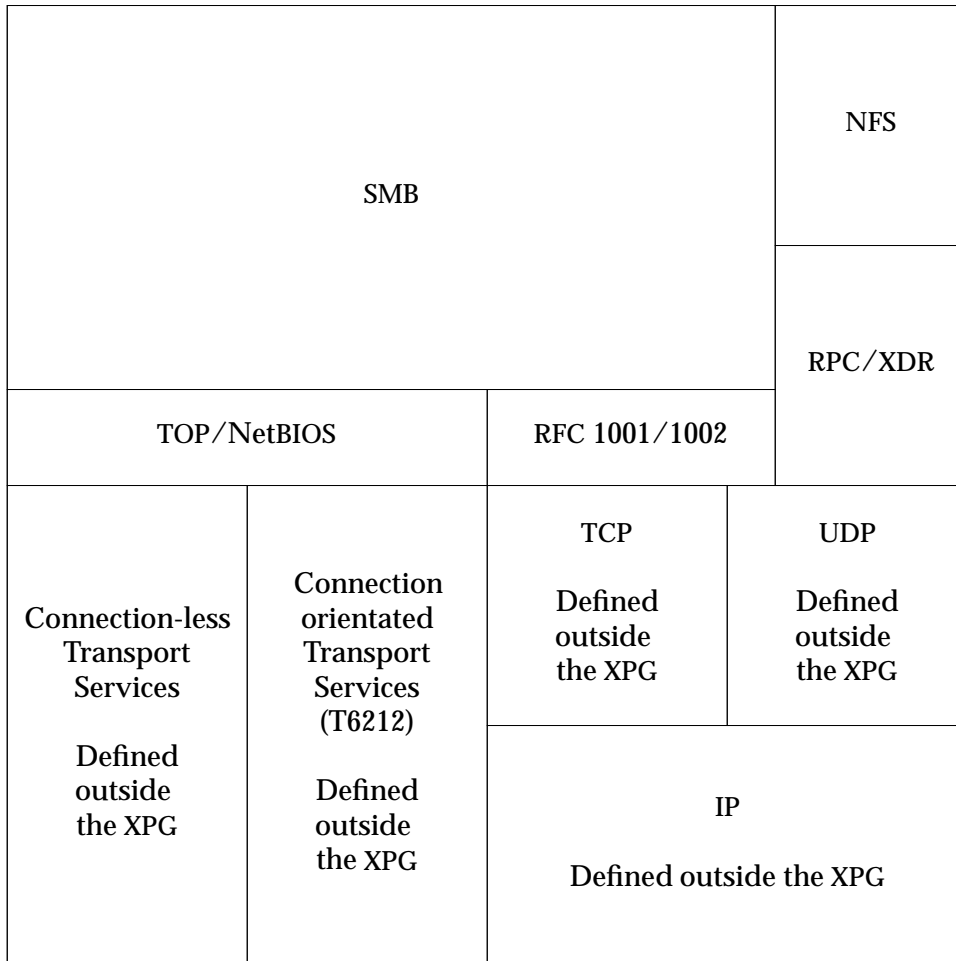 SMB
NFS
RPC/XDR
TOP/NetBIOS
RFC 1001/1002
Connection-less
Transport
Services
Defined
outside
the XPG
Connection
orientated
Transport
Services
(T6212)
Defined
outside
the XPG
TCP
Defined
outside
the XPG
UDP
Defined
outside
the XPG
IP
Defined outside the XPG